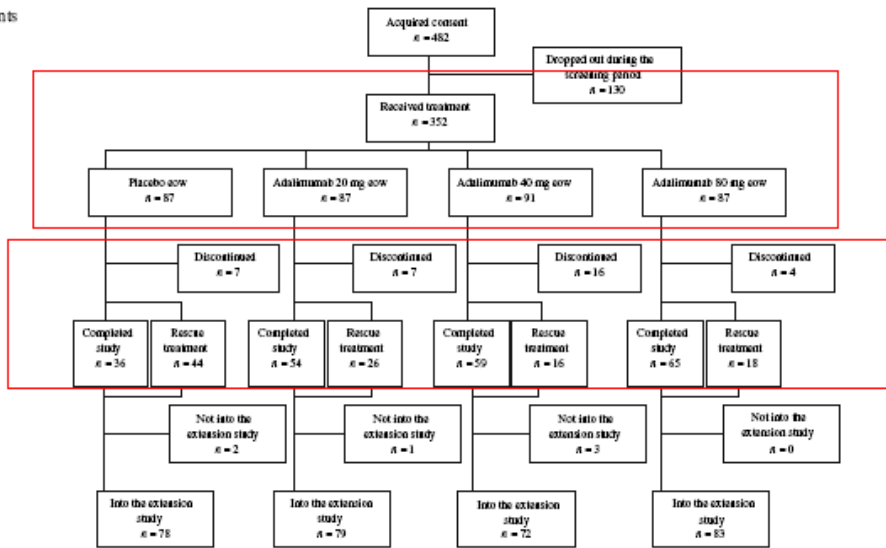 nts
Acquired consent
n = 482
Dropped out during the
screening period
n = 130
Received treatment
n = 352
Placebo eow
n = 87
Adalimumab 20 mg eow
n = 87
Adalimumab 40 mg eow
n = 91
Adalimumab 80 mg eow
n = 87
Discontinued
n = 7
Discontinued
n = 7
Discontinued
n = 16
Discontinued
n = 4
Completed
study
n = 36
Rescue
treatment
n = 44
Completed
study
n = 54
Rescue
treatment
n = 26
Completed
study
n = 59
Rescue
treatment
n = 16
Completed
study
n = 65
Rescue
treatment
n = 18
Not into the
extension study
n = 2
Not into the
extension study
n = 1
Not into the
extension study
n = 3
Not into the
extension study
n = 0
Into the extension
study
n = 78
Into the extension
study
n = 79
Into the extension
study
n = 72
Into the extension
study
n = 83